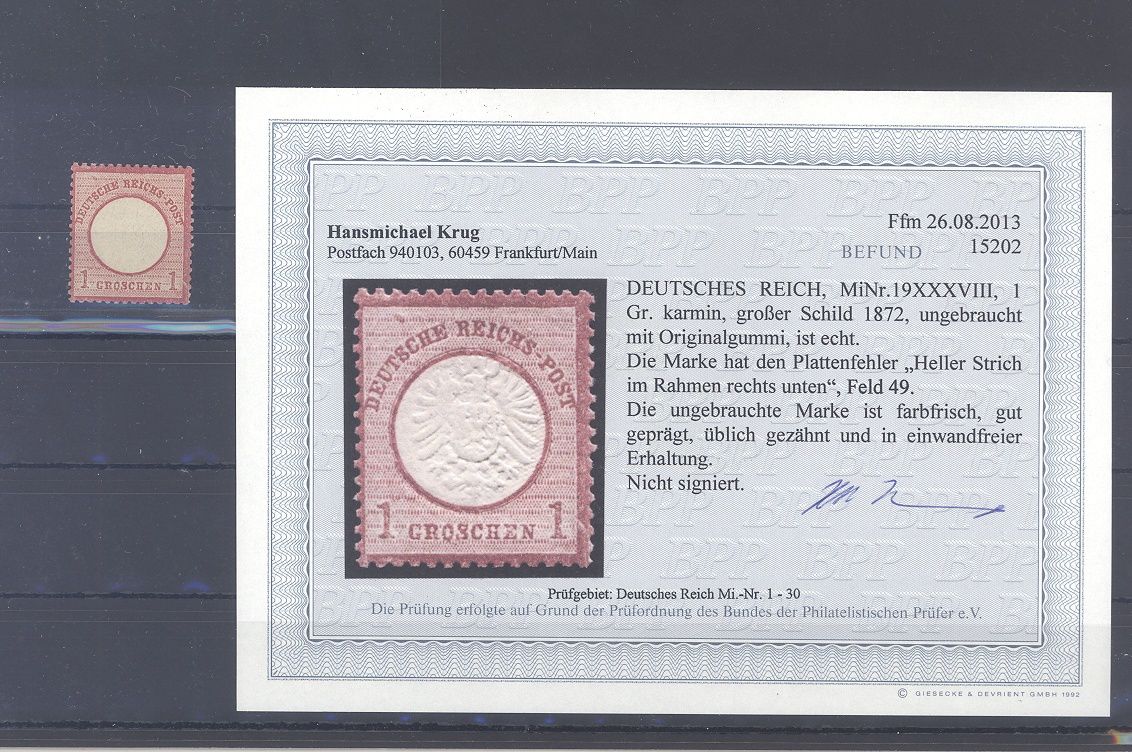 DEUTSCHE REICHS-POST
1 GROSCHEN 1
Hansmichael Krug
Postfach 940103, 60459 Frankfurt/Main
Ffm 26.08.2013
BEFUND 15202
DEUTSCHE REICHS-POST
1 GROSCHEN 1
DEUTSCHES REICH, MiNr.19XXXVIII, 1
Gr. karmin, großer Schild 1872, ungebraucht
mit Originalgummi, ist echt.
Die Marke hat den Plattenfehler „Heller Strich
im Rahmen rechts unten“, Feld 49.
Die ungebrauchte Marke ist farbfrisch, gut
geprägt, üblich gezähnt und in einwandfreier
Erhaltung.
Nicht signiert.
Prüfgebiet: Deutsches Reich Mi.-Nr. 1 - 30
Die Prüfung erfolgte auf Grund der Prüfordnung des Bundes der Philatelistischen Prüfer e.V.
© GIESECKE & DEVRIENT GMBH 1992
BPP BPP BPP BPP